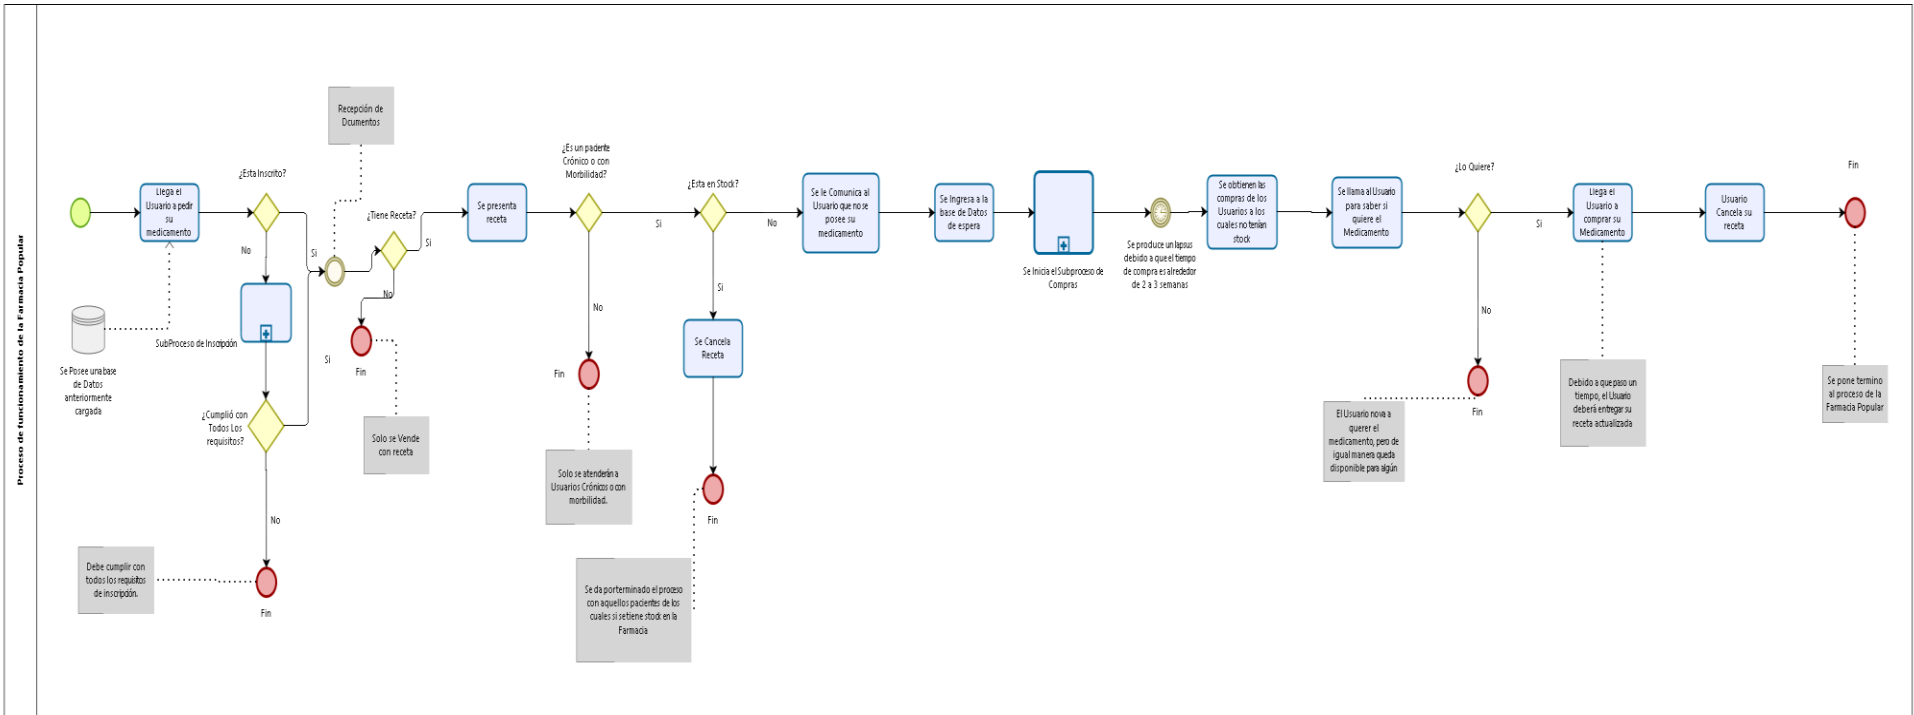 Proceso de funcionamiento de la Farmacia Popular
Llega el
Usuario a pedir
su
medicamento
Se Posee una base
de Datos
anteriormente
cargada
¿Esta Inscrito?
No
Si
SubProceso de Inscripción
¿Cumplió con
Todos Los
requisitos?
Si
No
Fin
Debe cumplir con
todos los requisitos
de inscripción.
Recepción de
Dcumentos
¿Tiene Receta?
Si
No
Fin
Solo se Vende
con receta
Se presenta
receta
¿Es un paciente
Crónico o con
Morbilidad?
Si
No
Fin
Solo se atenderán a
Usuarios Crónicos o con
morbilidad.
¿Esta en Stock?
No
Si
Se Cancela
Receta
Fin
Se da por terminado el proceso
con aquellos pacientes de los
cuales si se tiene stock en la
Farmacia
Se le Comunica al
Usuario que no se
posee su
medicamento
Se Ingresa a la
base de Datos
de espera
Se Inicia el Subproceso de
Compras
Se produce un lapsus
debido a que el tiempo
de compra es alrededor
de 2 a 3 semanas
Se obtienen las
compras de los
Usuarios a los
cuales no tenían
stock
Se llama al Usuario
para saber si
quiere el
Medicamento
¿Lo Quiere?
Si
No
Fin
El Usuario no va a
querer el
medicamento, pero de
igual manera queda
disponible para algún
Llega el
Usuario a
comprar su
Medicamento
Debido a que paso un
tiempo, el Usuario
deberá entregar su
receta actualizada
Usuario
Cancela su
receta
Fin
Se pone termino
al proceso de la
Farmacia Popular